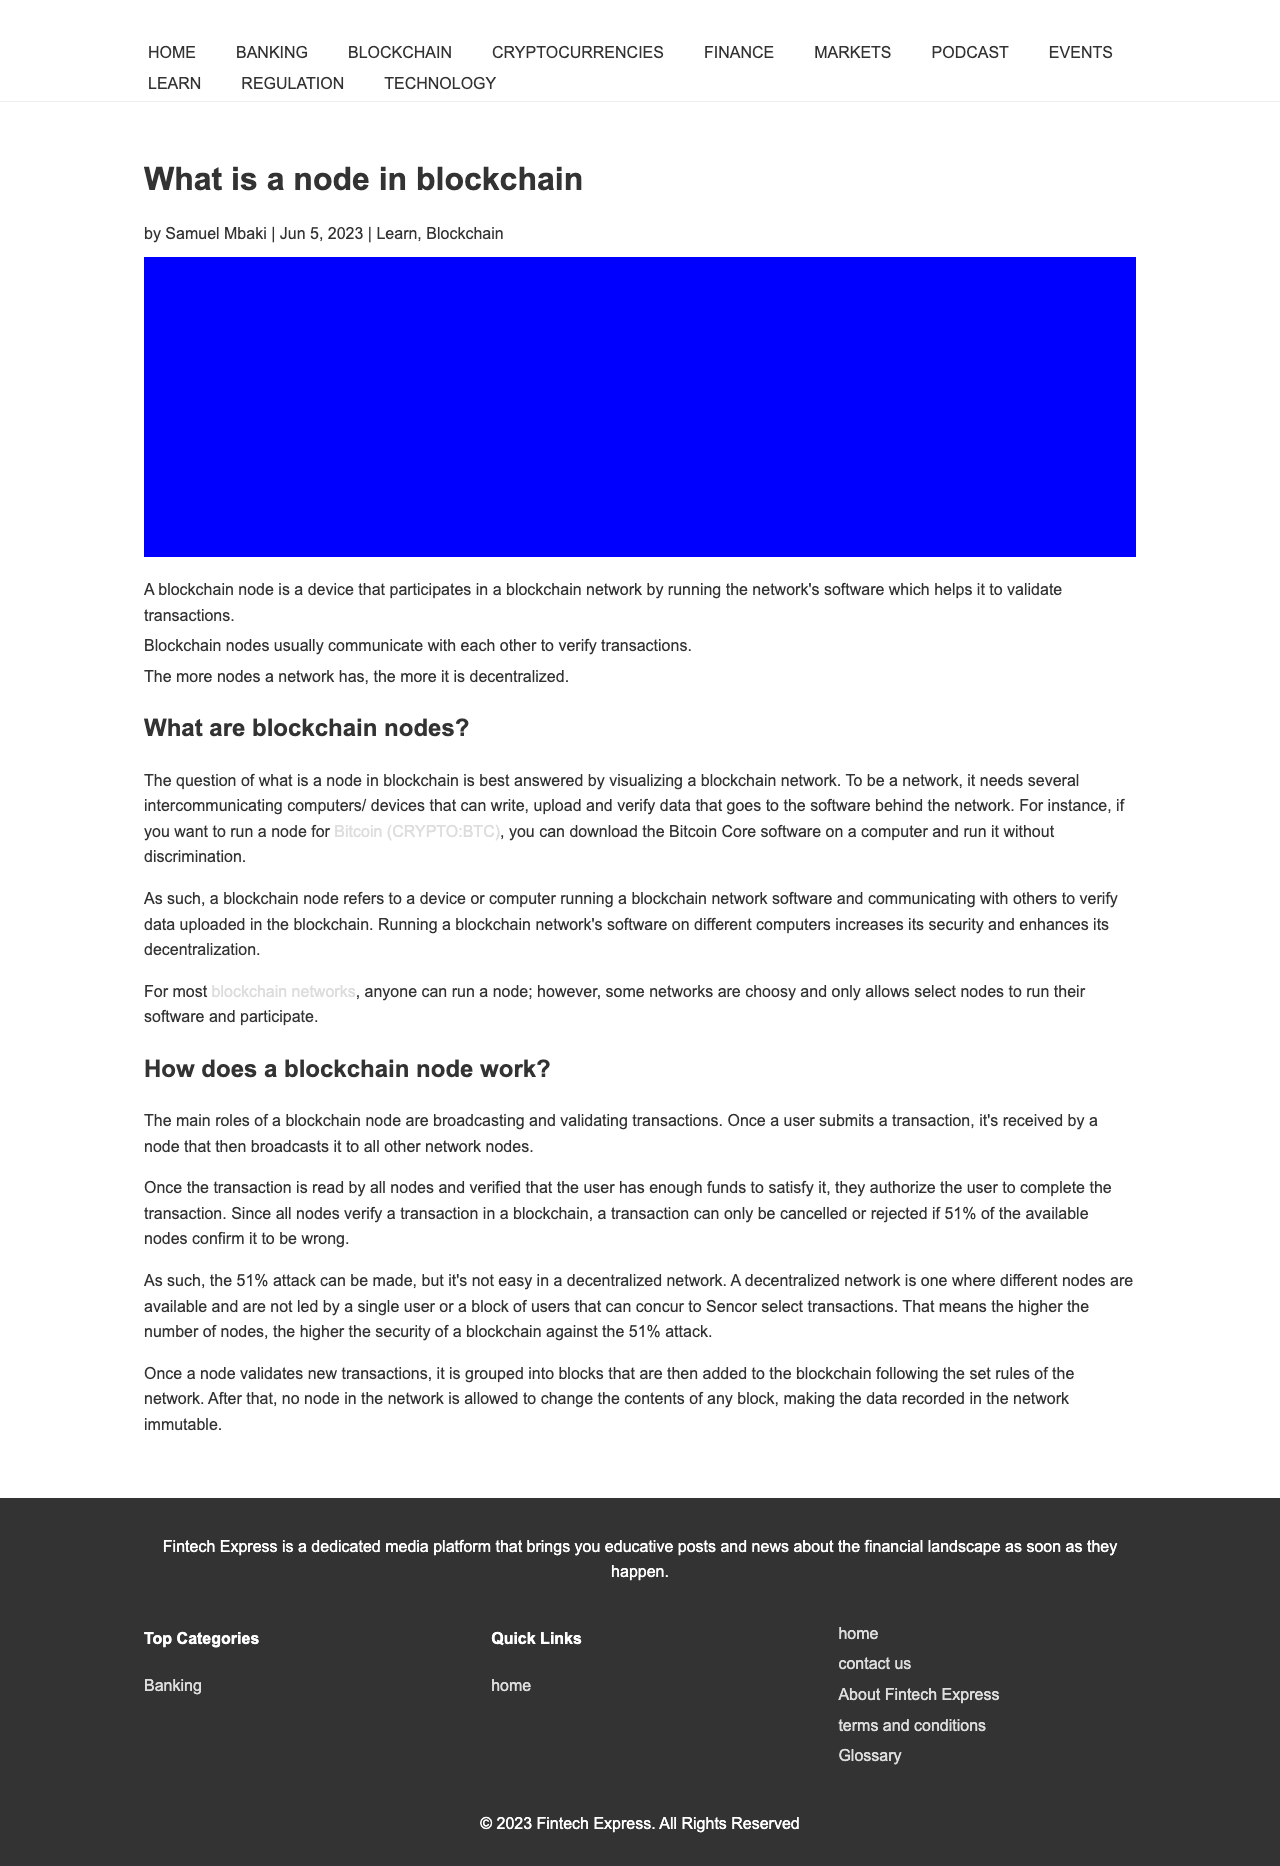 HOME BANKING BLOCKCHAIN CRYPTOCURRENCIES FINANCE MARKETS PODCAST EVENTS
LEARN REGULATION TECHNOLOGY
What is a node in blockchain
by Samuel Mbaki | Jun 5, 2023 | Learn, Blockchain
A blockchain node is a device that participates in a blockchain network by running the network's software which helps it to validate
transactions.
Blockchain nodes usually communicate with each other to verify transactions.
The more nodes a network has, the more it is decentralized.
What are blockchain nodes?
The question of what is a node in blockchain is best answered by visualizing a blockchain network. To be a network, it needs several
intercommunicating computers/ devices that can write, upload and verify data that goes to the software behind the network. For instance, if
you want to run a node for Bitcoin (CRYPTO:BTC), you can download the Bitcoin Core software on a computer and run it without
discrimination.
As such, a blockchain node refers to a device or computer running a blockchain network software and communicating with others to verify
data uploaded in the blockchain. Running a blockchain network's software on different computers increases its security and enhances its
decentralization.
For most blockchain networks, anyone can run a node; however, some networks are choosy and only allows select nodes to run their
software and participate.
How does a blockchain node work?
The main roles of a blockchain node are broadcasting and validating transactions. Once a user submits a transaction, it's received by a
node that then broadcasts it to all other network nodes.
Once the transaction is read by all nodes and verified that the user has enough funds to satisfy it, they authorize the user to complete the
transaction. Since all nodes verify a transaction in a blockchain, a transaction can only be cancelled or rejected if 51% of the available
nodes confirm it to be wrong.
As such, the 51% attack can be made, but it's not easy in a decentralized network. A decentralized network is one where different nodes are
available and are not led by a single user or a block of users that can concur to Sencor select transactions. That means the higher the
number of nodes, the higher the security of a blockchain against the 51% attack.
Once a node validates new transactions, it is grouped into blocks that are then added to the blockchain following the set rules of the
network. After that, no node in the network is allowed to change the contents of any block, making the data recorded in the network
immutable.
Fintech Express is a dedicated media platform that brings you educative posts and news about the financial landscape as soon as they
happen.
Top Categories
Banking
Quick Links
home
home
contact us
About Fintech Express
terms and conditions
Glossary
© 2023 Fintech Express. All Rights Reserved